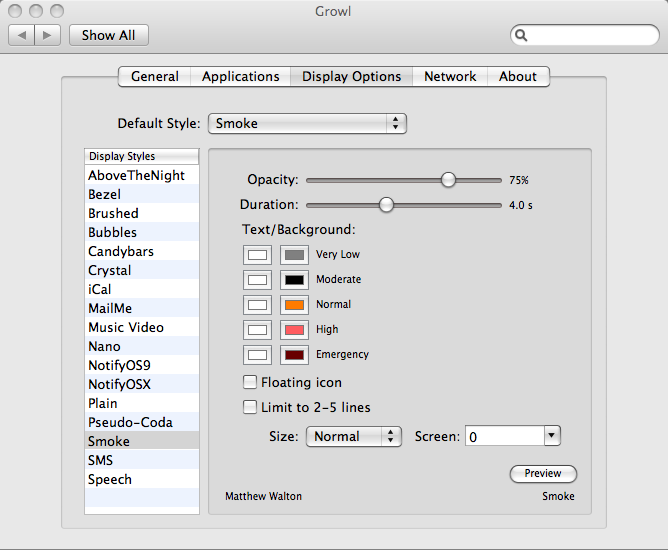 Growl
Show All
General Applications Display Options Network About
Default Style: Smoke
Display Styles
AboveTheNight
Bezel
Brushed
Bubbles
Candybars
Crystal
iCal
MailMe
Music Video
Nano
NotifyOS9
NotifyOSX
Plain
Pseudo-Coda
Smoke
SMS
Speech
Opacity: 75%
Duration: 4.0 s
Text/Background:
Very Low
Moderate
Normal
High
Emergency
Floating icon
Limit to 2-5 lines
Size: Normal Screen: 0
Preview
Matthew Walton Smoke